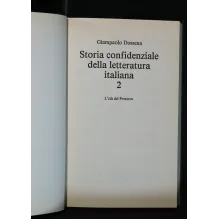 Giampaolo Dossena
Storia confidenziale
della letteratura
italiana
2
L'età del Petrarca